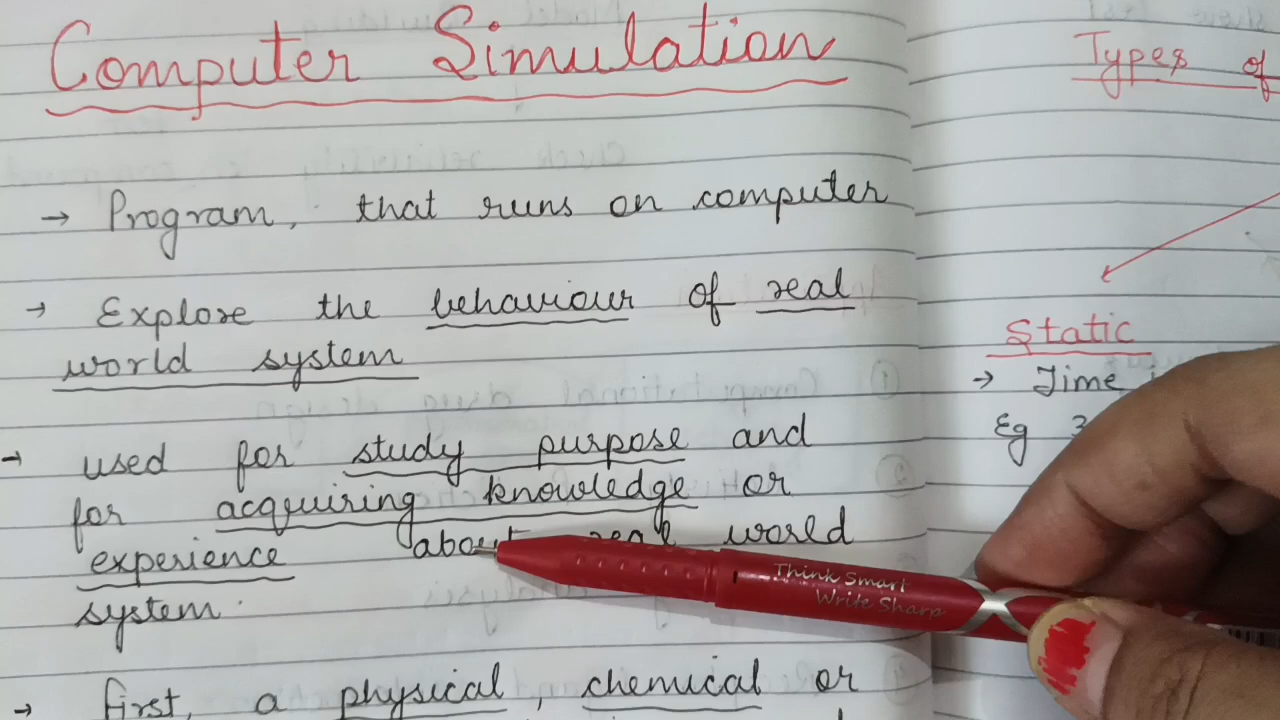 Computer Simulation
→ Program, that runs on computer
→ Explore the behaviour of real
world system
→ used for study purpose and
for acquiring knowledge or
experience about real world
system.
→ first, a physical, chemical or
Types of
Static
→ Time
Eg
Think Smart
Write Sharp